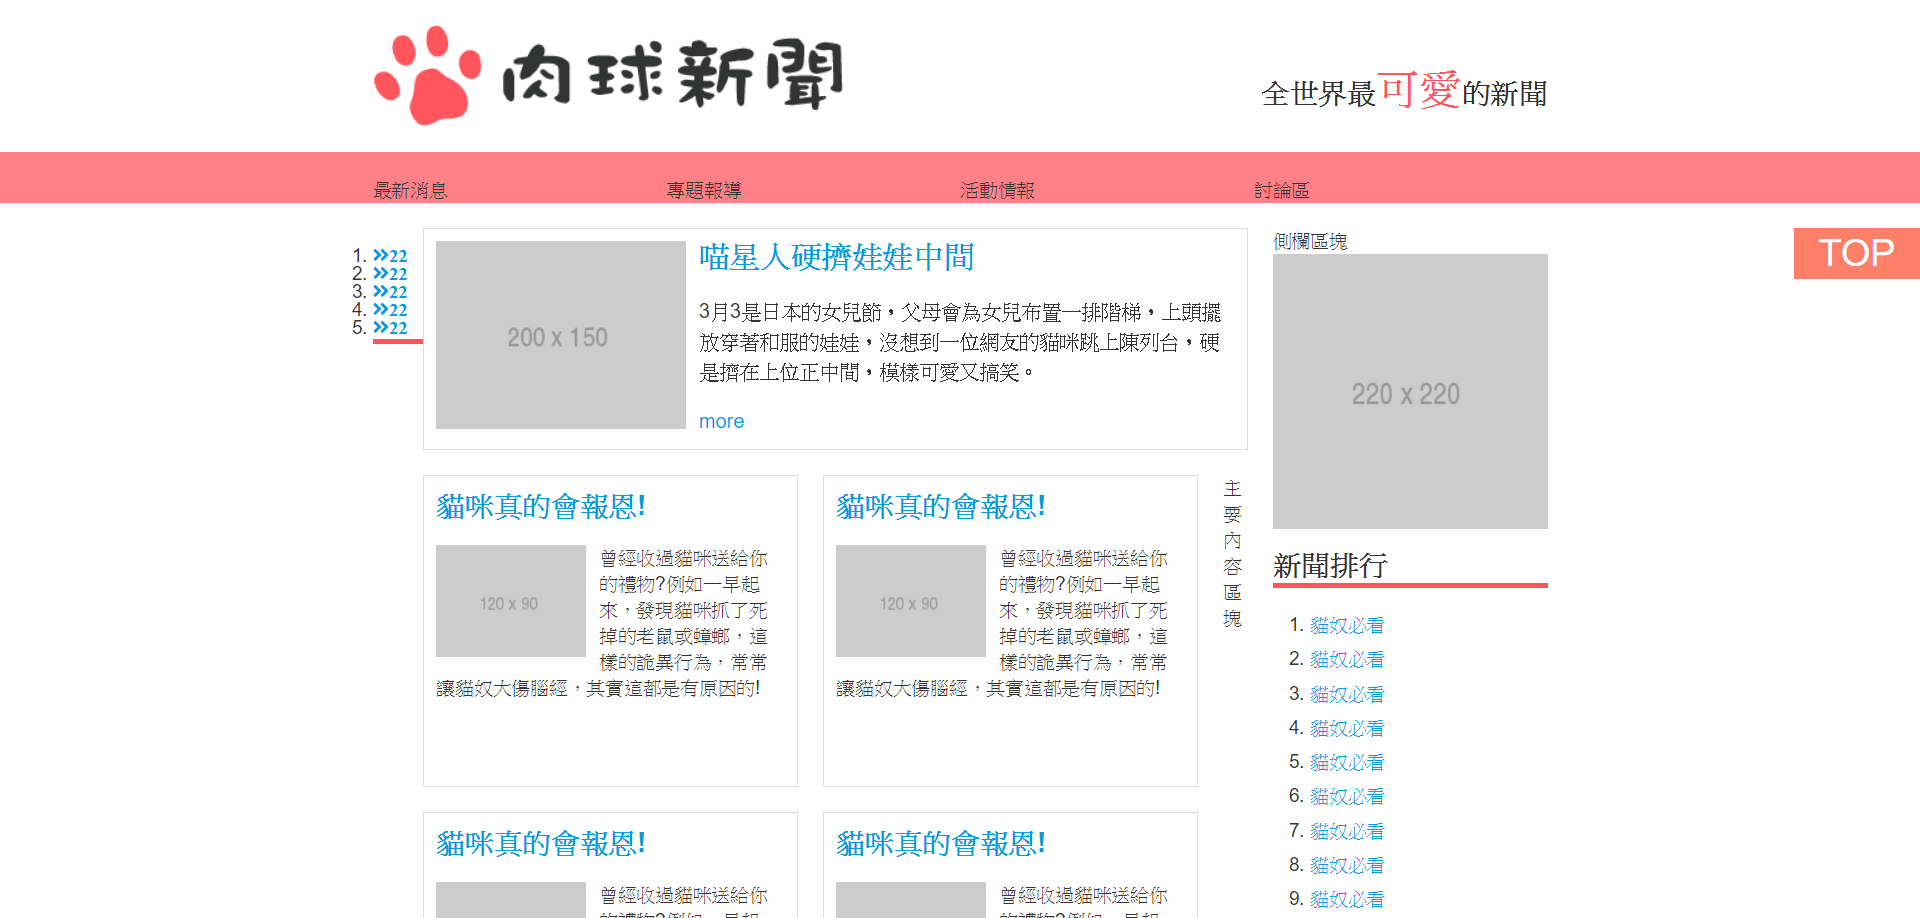 肉球新聞
全世界最可愛的新聞
最新消息
專題報導
活動情報
討論區
TOP
1. 22
2. 22
3. 22
4. 22
5. 22
200 x 150
喵星人硬擠娃娃中間
3月3是日本的女兒節，父母會為女兒布置一排階梯，上頭擺
放穿著和服的娃娃，沒想到一位網友的貓咪跳上陳列台，硬
是擠在上位正中間，模樣可愛又搞笑。
more
貓咪真的會報恩!
120 x 90
曾經收過貓咪送給你
的禮物?例如一早起
來，發現貓咪抓了死
掉的老鼠或蟑螂，這
樣的詭異行為，常常
讓貓奴大傷腦經，其實這都是有原因的!
貓咪真的會報恩!
120 x 90
曾經收過貓咪送給你
的禮物?例如一早起
來，發現貓咪抓了死
掉的老鼠或蟑螂，這
樣的詭異行為，常常
讓貓奴大傷腦經，其實這都是有原因的!
主
要
內
容
區
塊
貓咪真的會報恩!
曾經收過貓咪送給你
的禮物?例如一早起
貓咪真的會報恩!
曾經收過貓咪送給你
的禮物?例如一早起
側欄區塊
220 x 220
新聞排行
1. 貓奴必看
2. 貓奴必看
3. 貓奴必看
4. 貓奴必看
5. 貓奴必看
6. 貓奴必看
7. 貓奴必看
8. 貓奴必看
9. 貓奴必看